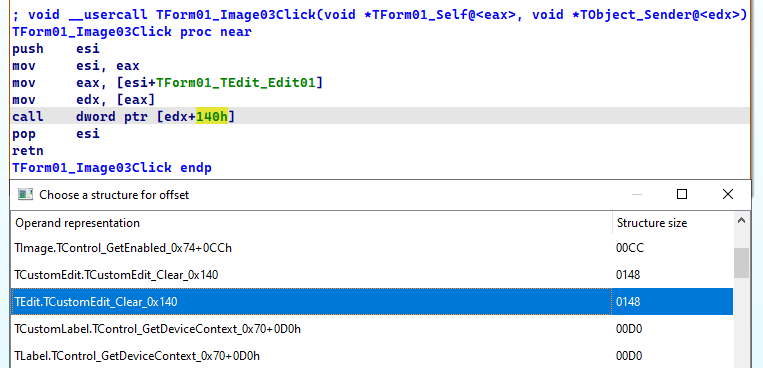 ; void __usercall TForm01_Image03Click(void *TForm01_Self@<eax>, void *TObject_Sender@<edx>)
TForm01_Image03Click proc near
push esi
mov esi, eax
mov eax, [esi+TForm01_TEdit_Edit01]
mov edx, [eax]
call dword ptr [edx+140h]
pop esi
retn
TForm01_Image03Click endp
Choose a structure for offset
Operand representation Structure size
TImage.TControl_GetEnabled_0x74+0CCh 00CC
TCustomEdit.TCustomEdit_Clear_0x140 0148
TEdit.TCustomEdit_Clear_0x140 0148
TCustomLabel.TControl_GetDeviceContext_0x70+0D0h 00D0
TLabel.TControl_GetDeviceContext_0x70+0D0h 00D0